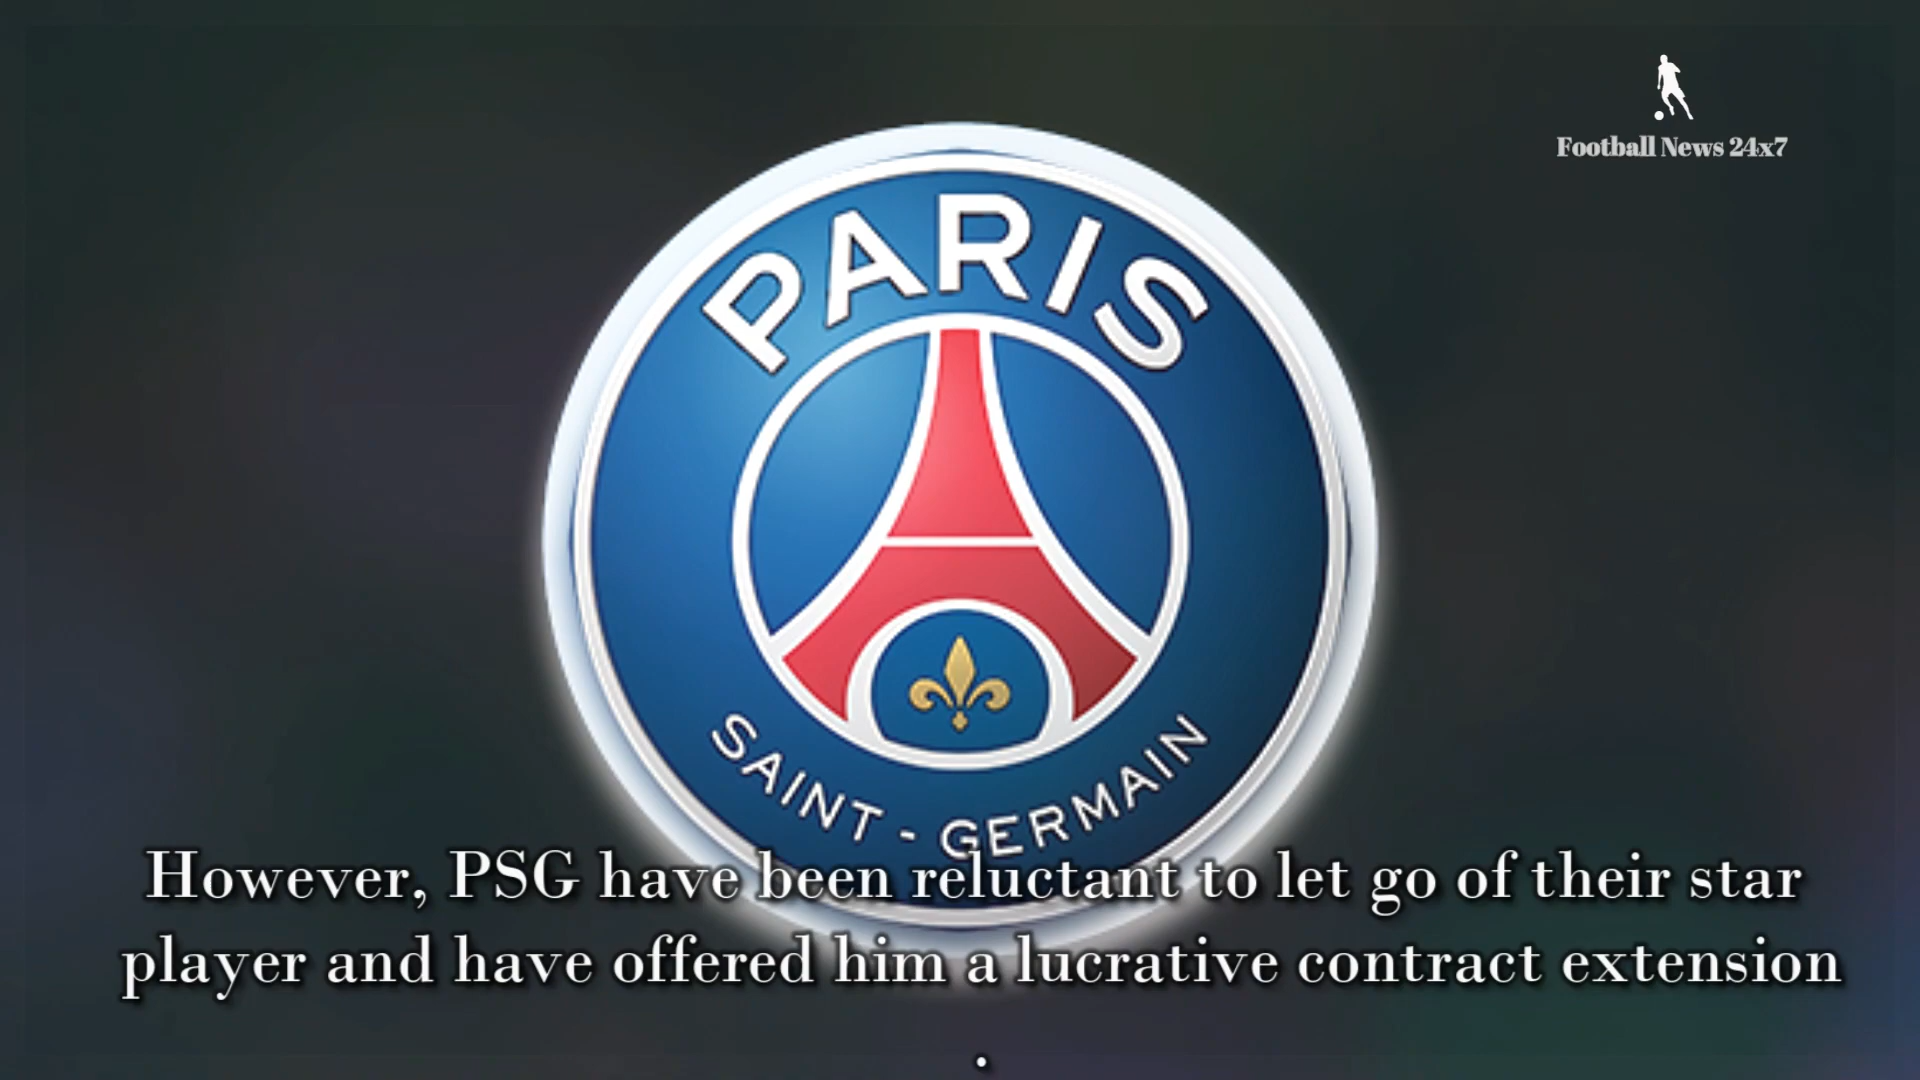 Football News 24x7
PARIS
SAINT - GERMAIN
However, PSG have been reluctant to let go of their star
player and have offered him a lucrative contract extension
.